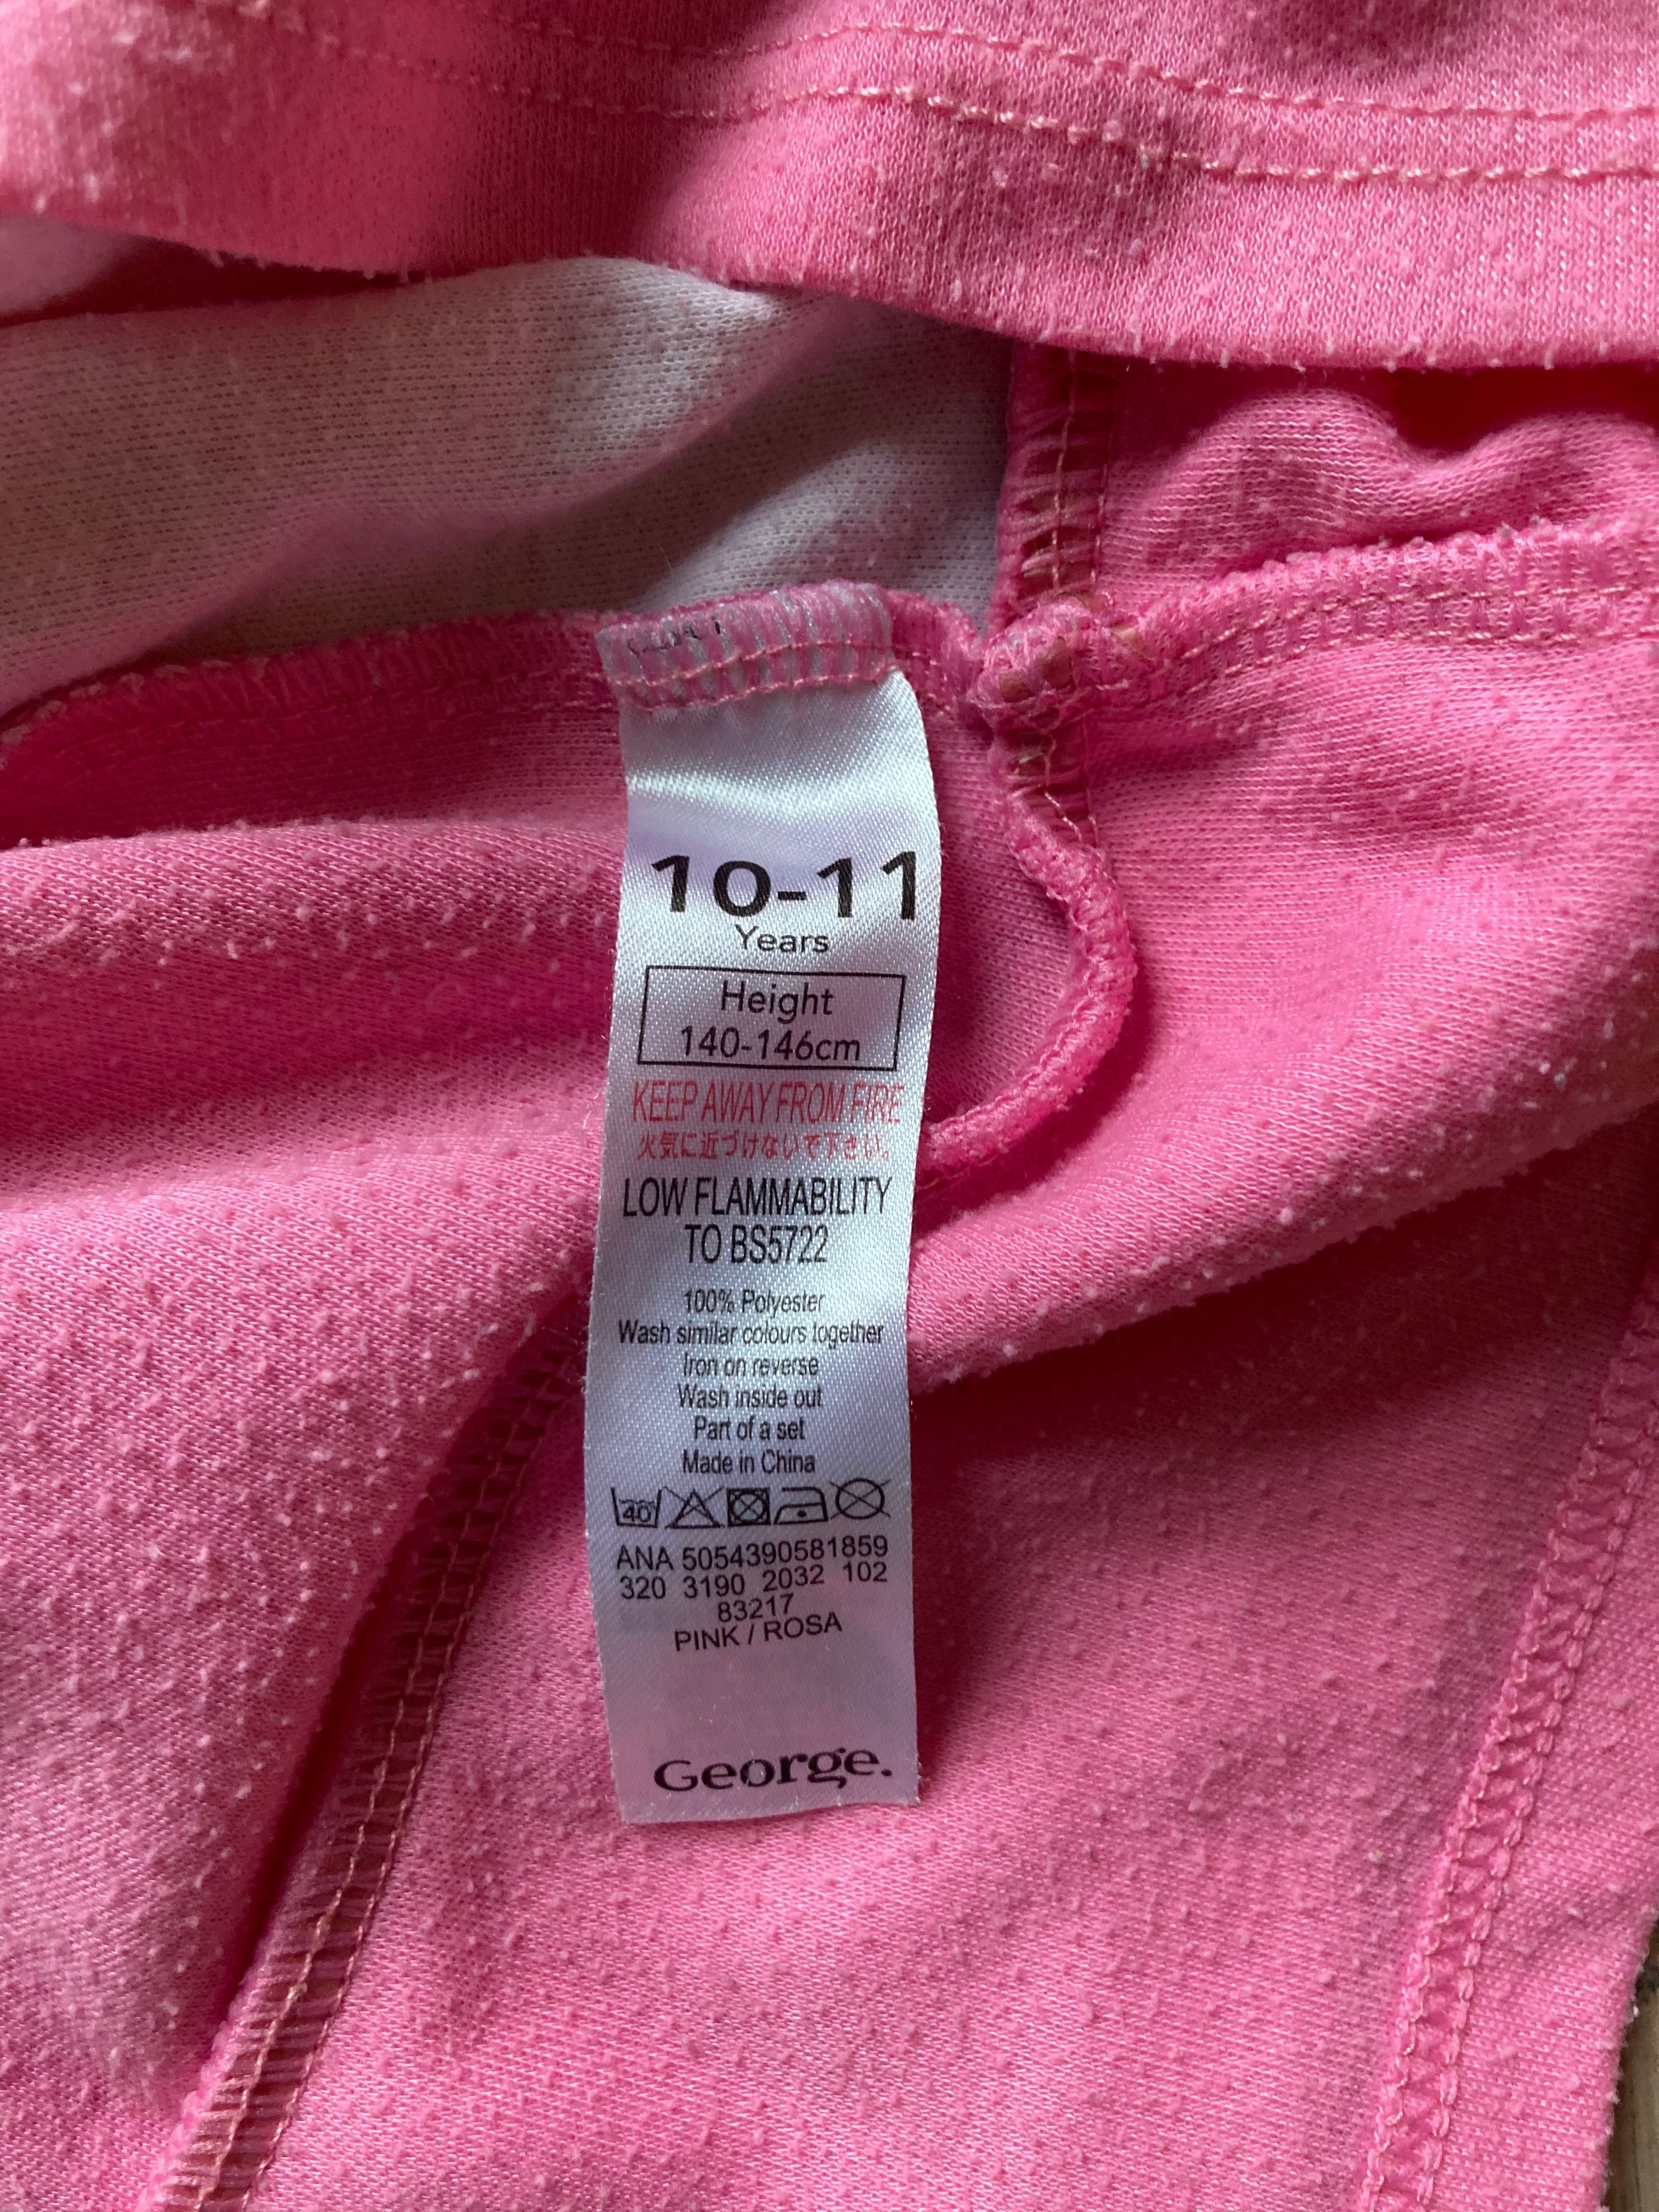 10-11
Years
Height
140-146cm
KEEP AWAY FROM FIRE
火気に近づけないで下さい。
LOW FLAMMABILITY
TO BS5722
100% Polyester
Wash similar colours together
Iron on reverse
Wash inside out
Part of a set
Made in China
40
ANA 5054390581859
320 3190 2032 102
83217
PINK / ROSA
George.